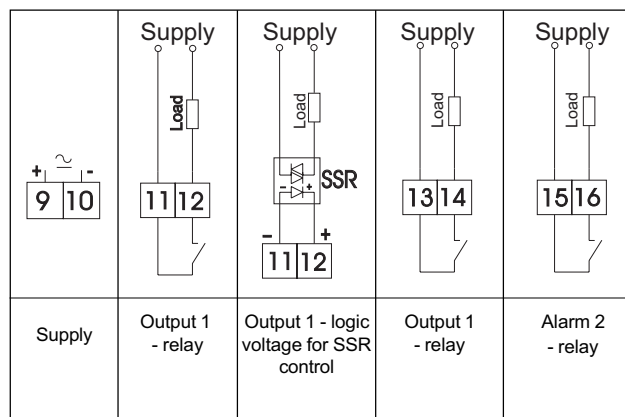 Supply
Supply
Supply
Supply
Load
Load
Load
Load
+ ~ -
9 10
11 12
- +
SSR
- +
11 12
13 14
15 16
Supply
Output 1
- relay
Output 1 - logic
voltage for SSR
control
Output 1
- relay
Alarm 2
- relay